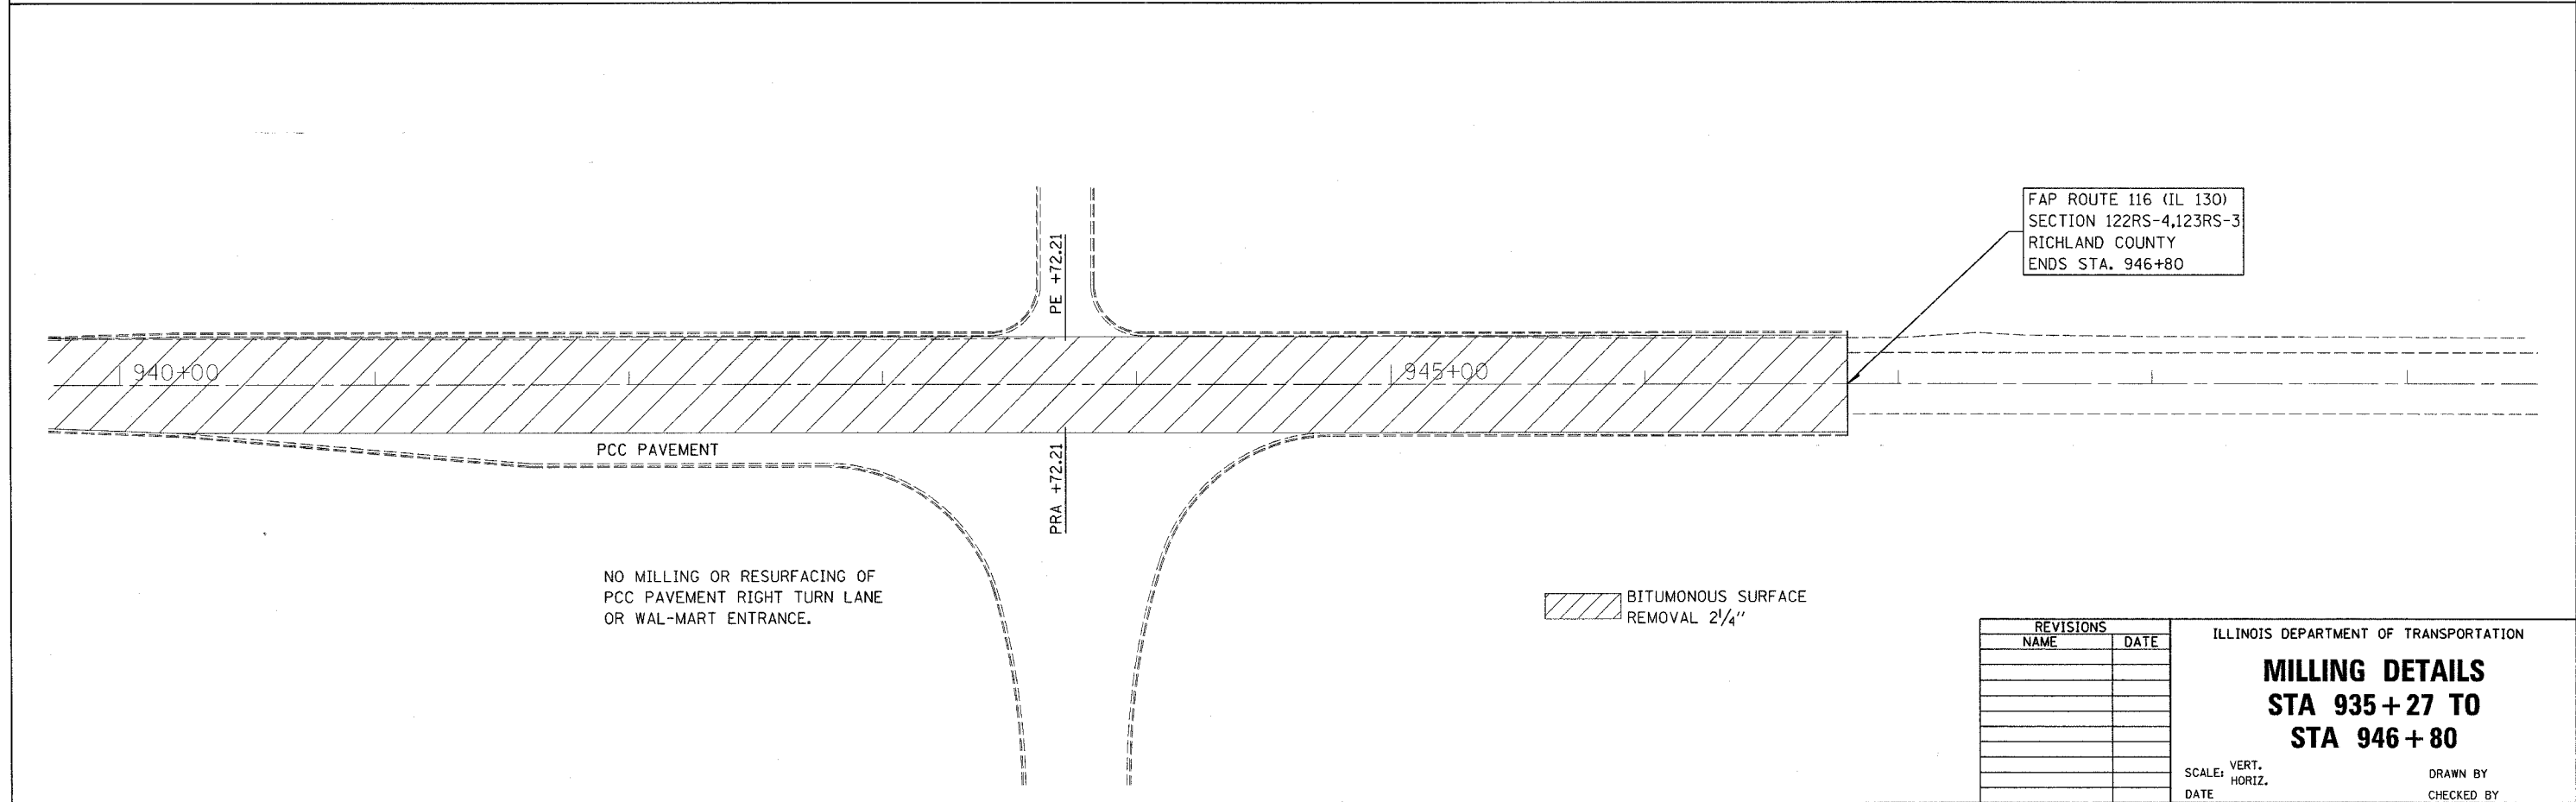 FAP ROUTE 116 (IL 130)
SECTION 122RS-4,123RS-3
RICHLAND COUNTY
ENDS STA. 946+80
PE +72.21
940+00
945+00
PCC PAVEMENT
PRA +72.21
NO MILLING OR RESURFACING OF
PCC PAVEMENT RIGHT TURN LANE
OR WAL-MART ENTRANCE.
BITUMONOUS SURFACE
REMOVAL 2 1/4"
REVISIONS
NAME DATE
ILLINOIS DEPARTMENT OF TRANSPORTATION
MILLING DETAILS
STA 935+27 TO
STA 946+80
SCALE: VERT.
HORIZ.
DRAWN BY
DATE
CHECKED BY